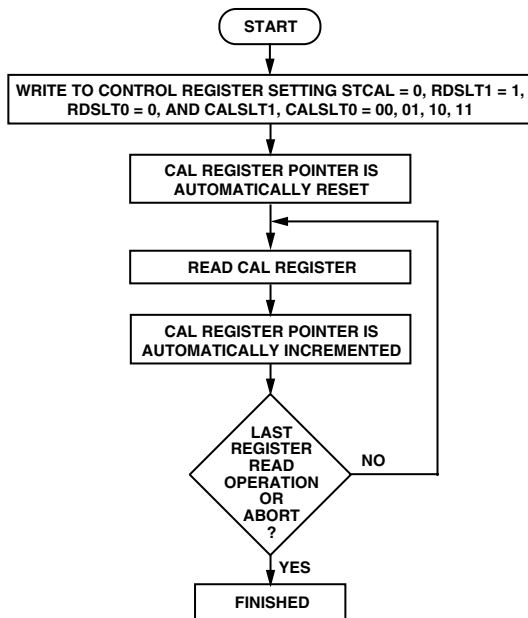 START
WRITE TO CONTROL REGISTER SETTING STCAL = 0, RDSLT1 = 1,
RDSLT0 = 0, AND CALSLT1, CALSLT0 = 00, 01, 10, 11
CAL REGISTER POINTER IS
AUTOMATICALLY RESET
READ CAL REGISTER
CAL REGISTER POINTER IS
AUTOMATICALLY INCREMENTED
LAST
REGISTER
READ
OPERATION
OR
ABORT
?
NO
YES
FINISHED